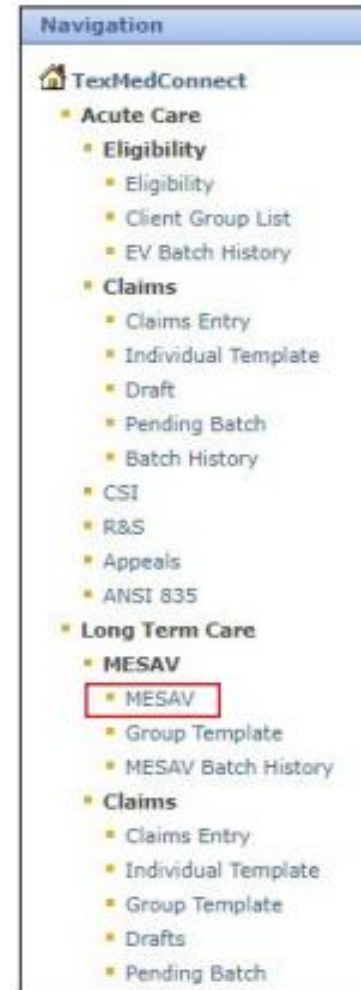 Navigation
TexMedConnect
Acute Care
Eligibility
Eligibility
Client Group List
EV Batch History
Claims
Claims Entry
Individual Template
Draft
Pending Batch
Batch History
CSI
R&S
Appeals
ANSI 835
Long Term Care
MESAV
MESAV
Group Template
MESAV Batch History
Claims
Claims Entry
Individual Template
Group Template
Drafts
Pending Batch